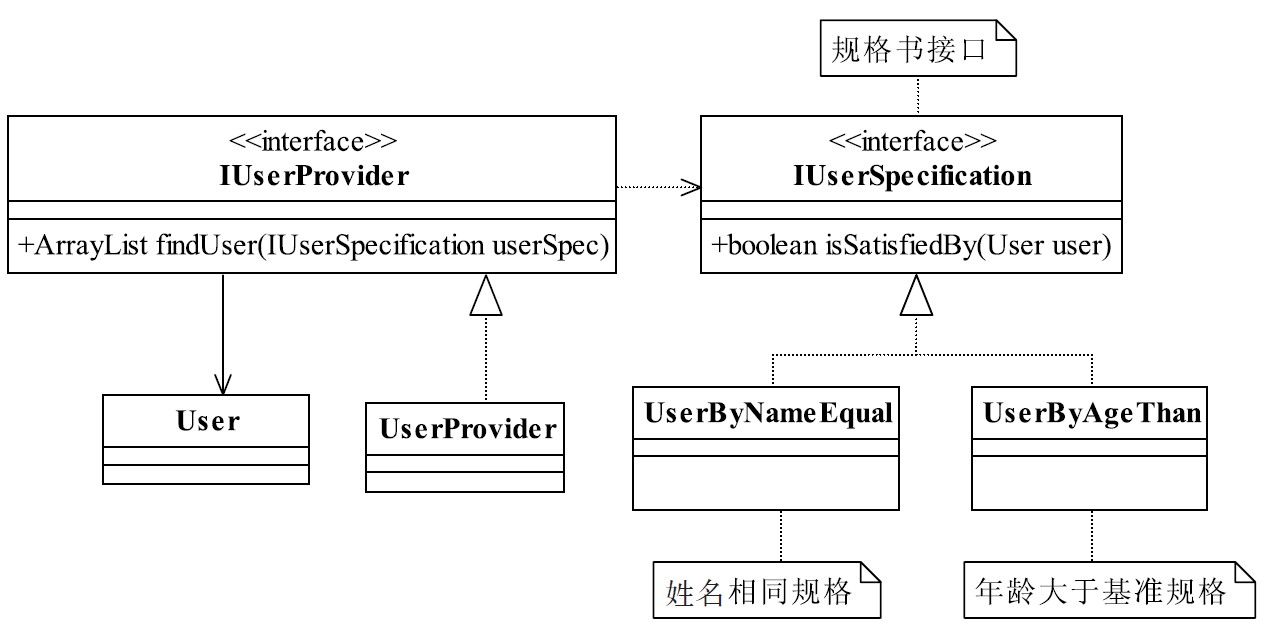 规格书接口
<<interface>>
IUserProvider
+ArrayList findUser(IUserSpecification userSpec)
<<interface>>
IUserSpecification
+boolean isSatisfiedBy(User user)
User
UserProvider
UserByNameEqual
UserByAgeThan
姓名相同规格
年龄大于基准规格